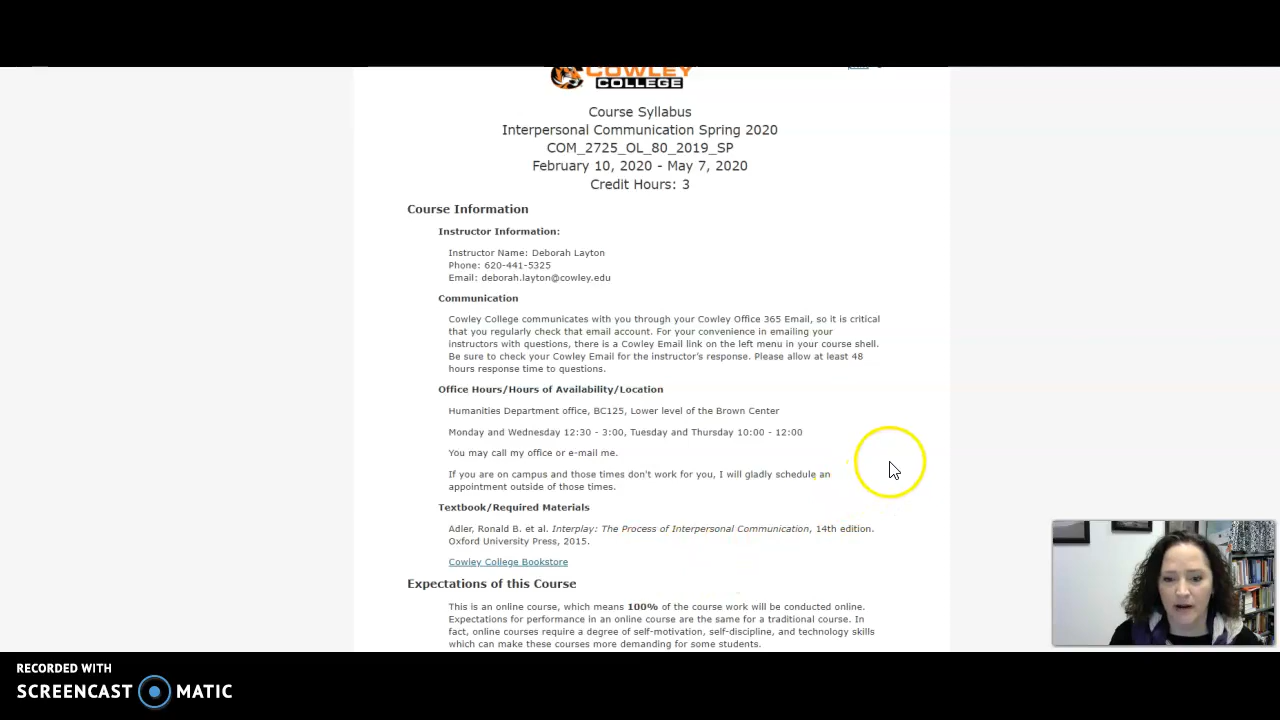 COWLEY
COLLEGE
Course Syllabus
Interpersonal Communication Spring 2020
COM_2725_OL_80_2019_SP
February 10, 2020 - May 7, 2020
Credit Hours: 3
Course Information
Instructor Information:
Instructor Name: Deborah Layton
Phone: 620-441-5325
Email: deborah.layton@cowley.edu
Communication
Cowley College communicates with you through your Cowley Office 365 Email, so it is critical
that you regularly check that email account. For your convenience in emailing your
instructors with questions, there is a Cowley Email link on the left menu in your course shell.
Be sure to check your Cowley Email for the instructor's response. Please allow at least 48
hours response time to questions.
Office Hours/Hours of Availability/Location
Humanities Department office, BC125, Lower level of the Brown Center
Monday and Wednesday 12:30 - 3:00, Tuesday and Thursday 10:00 - 12:00
You may call my office or e-mail me.
If you are on campus and those times don't work for you, I will gladly schedule an
appointment outside of those times.
Textbook/Required Materials
Adler, Ronald B. et al. Interplay: The Process of Interpersonal Communication, 14th edition.
Oxford University Press, 2015.
Cowley College Bookstore
Expectations of this Course
This is an online course, which means 100% of the course work will be conducted online.
Expectations for performance in an online course are the same for a traditional course. In
fact, online courses require a degree of self-motivation, self-discipline, and technology skills
which can make these courses more demanding for some students.
RECORDED WITH
SCREENCAST MATIC